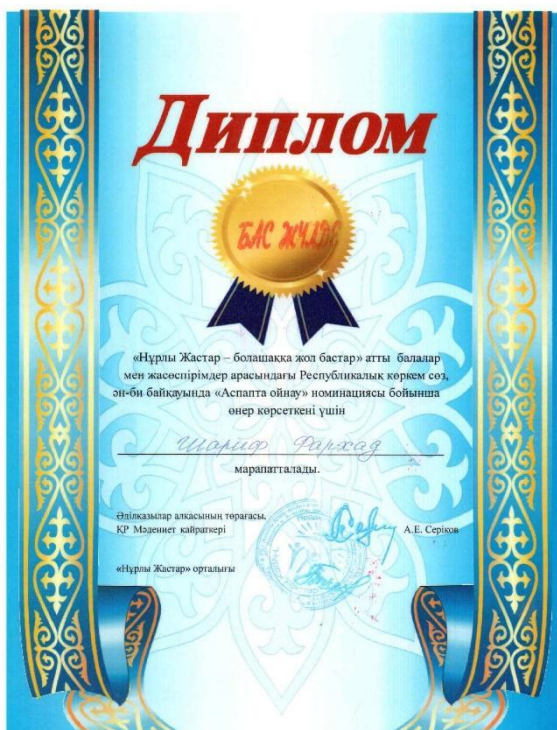 Диплом
БАС ЖҮЛДЕ
«Нұрлы Жастар – болашаққа жол бастар» атты балалар
мен жасөспірімдер арасындағы Республикалық көркем сөз,
ән-би байқауында «Аспапта ойнау» номинациясы бойынша
өнер көрсеткені үшін
Шариф Фархад
марапатталады.
Әділқазылар алқасының төрағасы,
ҚР Мәдениет қайраткері А.Е. Серіков
«Нұрлы Жастар» орталығы